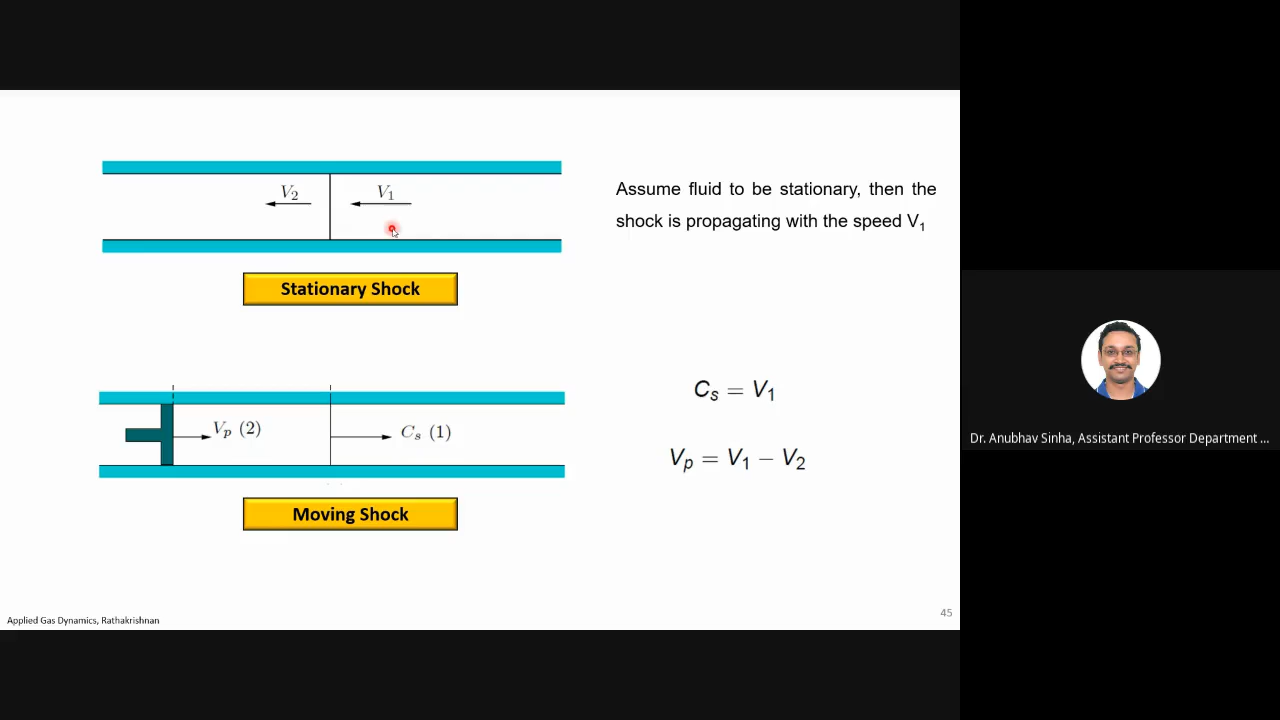 V2
V1
Assume fluid to be stationary, then the
shock is propagating with the speed V1
Stationary Shock
Vp (2)
Cs (1)
Cs = V1
Vp = V1 − V2
Moving Shock
Applied Gas Dynamics, Rathakrishnan
45
Dr. Anubhav Sinha, Assistant Professor Department ...